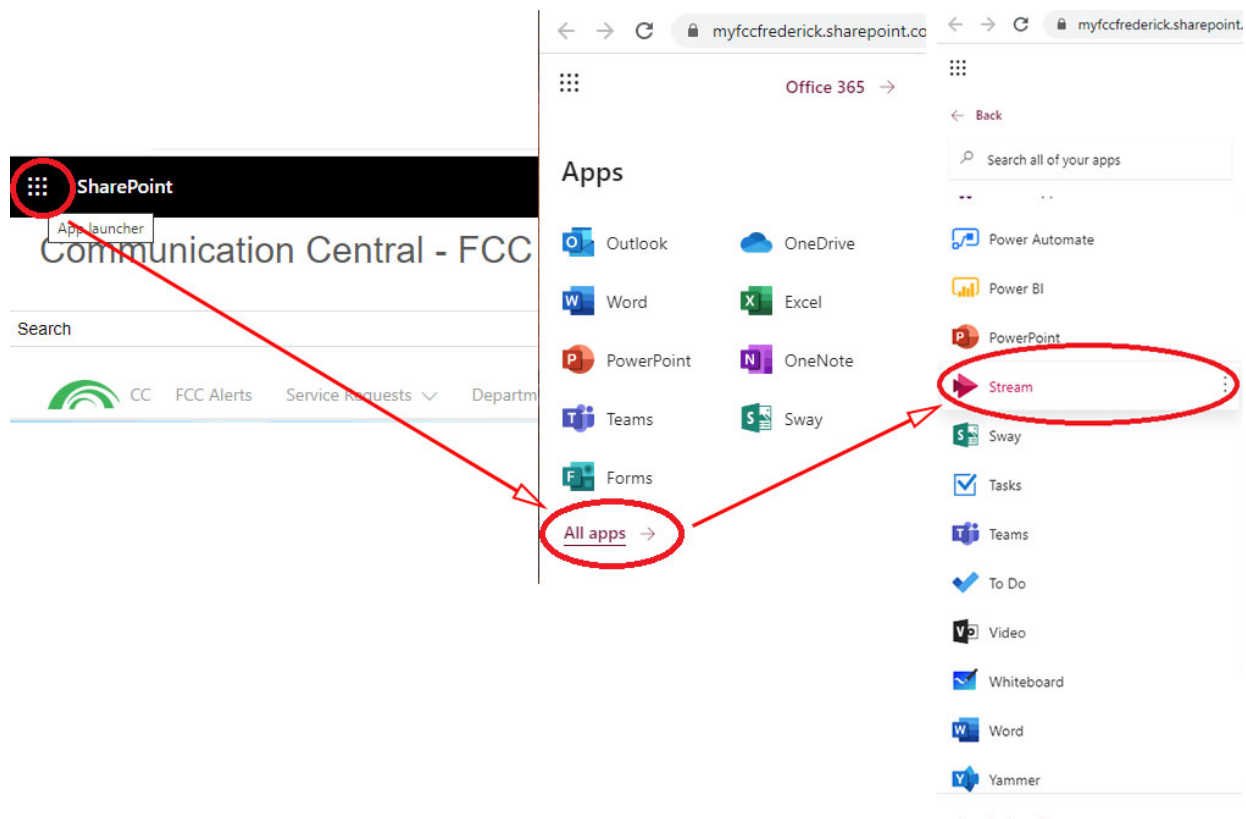 SharePoint
App launcher
Communication Central - FCC
Search
CC FCC Alerts Service Requests Departm
myfccfrederick.sharepoint.co
Office 365 →
Apps
Outlook OneDrive
Word Excel
PowerPoint OneNote
Teams Sway
Forms
All apps →
myfccfrederick.sharepoint.
← Back
Search all of your apps
Power Automate
Power BI
PowerPoint
Stream
Sway
Tasks
Teams
To Do
Video
Whiteboard
Word
Yammer